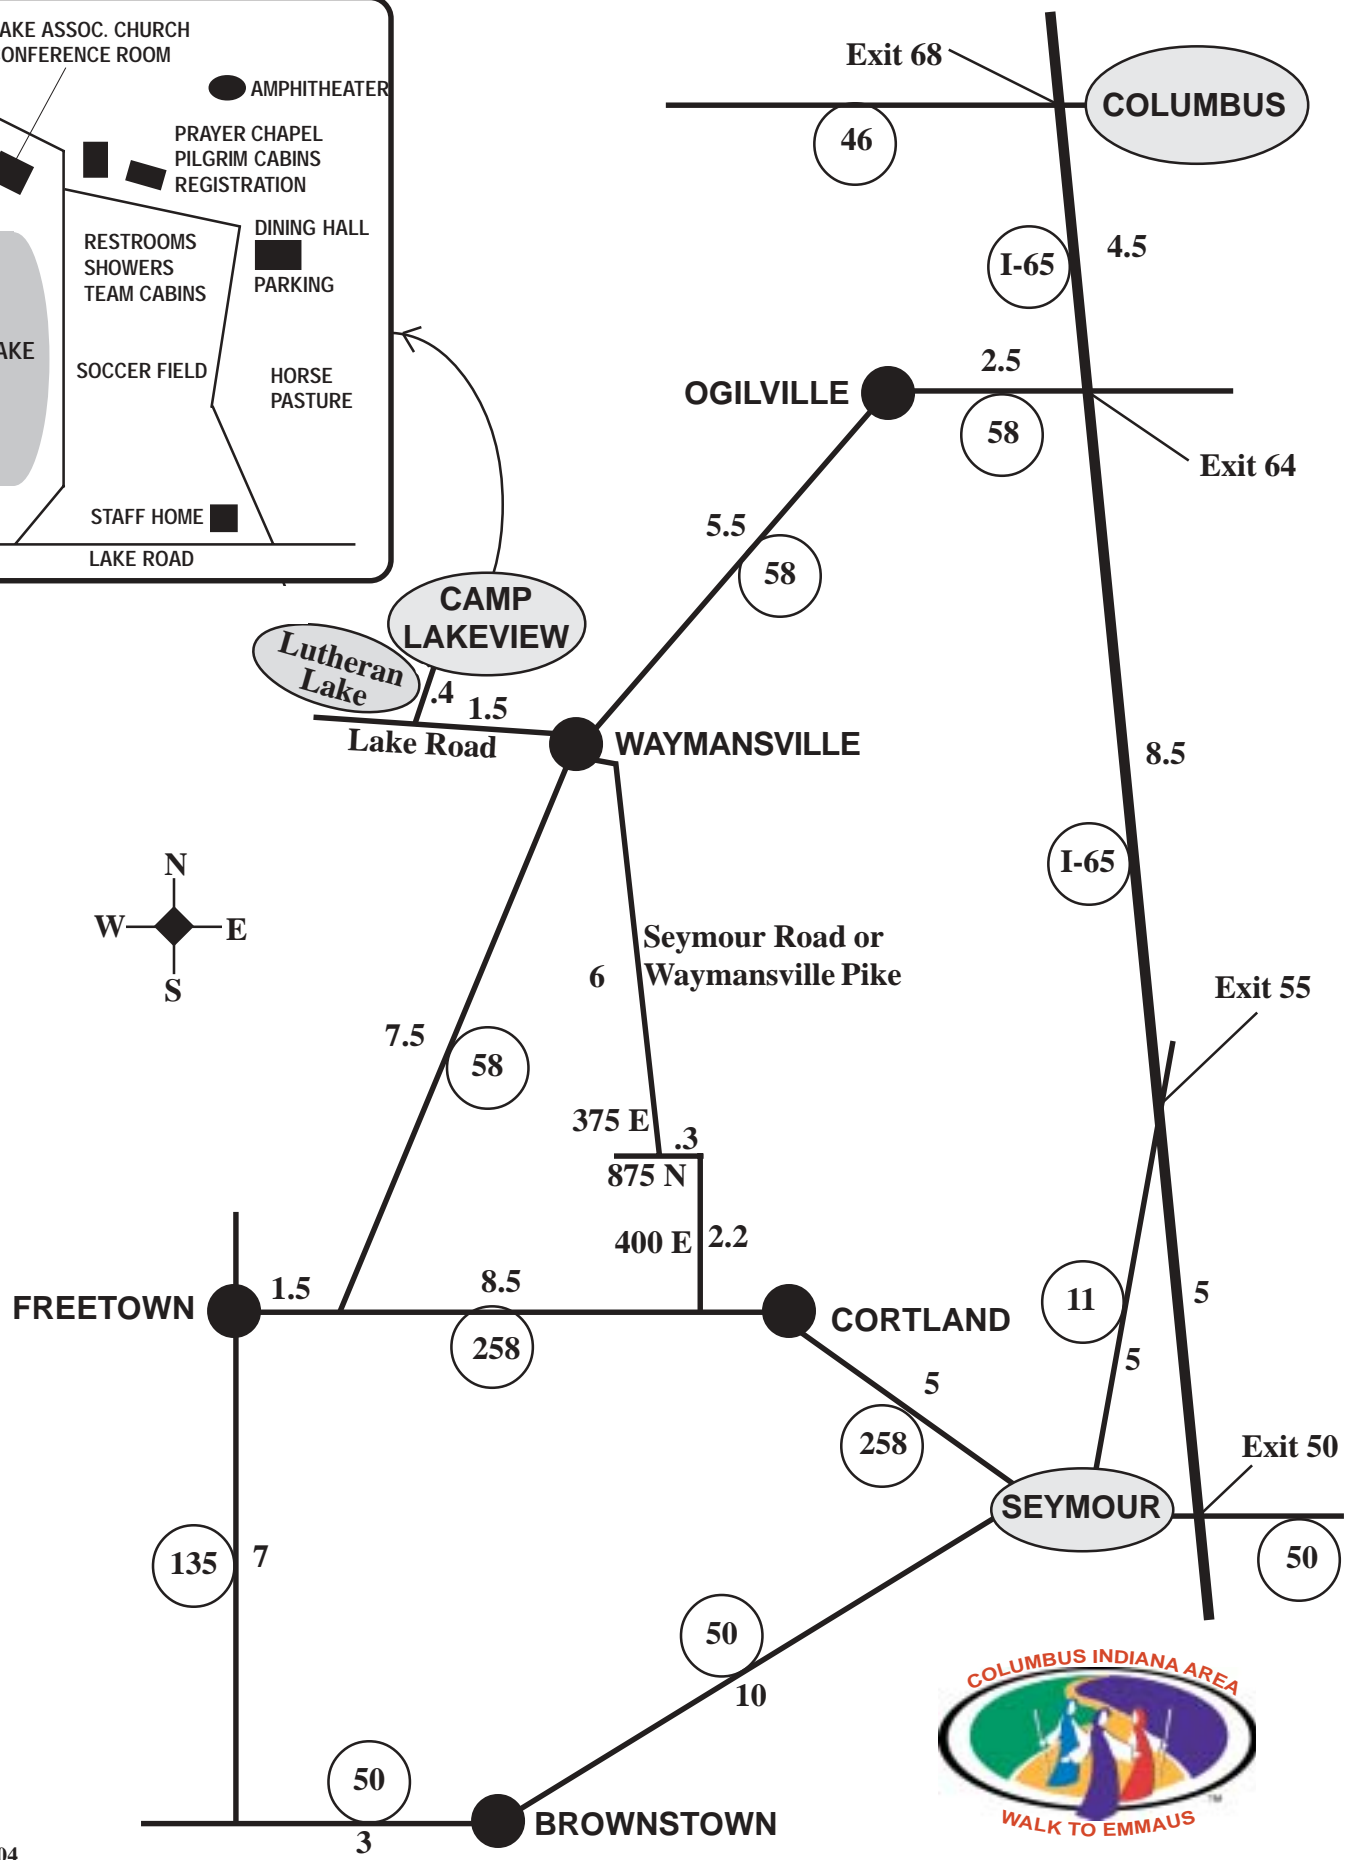 AKE ASSOC. CHURCH
ONFERENCE ROOM
AMPHITHEATER
PRAYER CHAPEL
PILGRIM CABINS
REGISTRATION
DINING HALL
PARKING
RESTROOMS
SHOWERS
TEAM CABINS
AKE
SOCCER FIELD
HORSE
PASTURE
STAFF HOME
LAKE ROAD
Exit 68
COLUMBUS
46
I-65
4.5
2.5
OGILVILLE
58
Exit 64
5.5
58
CAMP
LAKEVIEW
Lutheran
Lake
.4
1.5
Lake Road
WAYMANSVILLE
8.5
I-65
N
W
E
S
Seymour Road or
Waymansville Pike
6
Exit 55
7.5
58
375 E
.3
875 N
400 E
2.2
FREETOWN
1.5
8.5
258
CORTLAND
11
5
5
5
258
Exit 50
SEYMOUR
50
135
7
50
10
50
3
BROWNSTOWN
COLUMBUS INDIANA AREA
TM
WALK TO EMMAUS
04